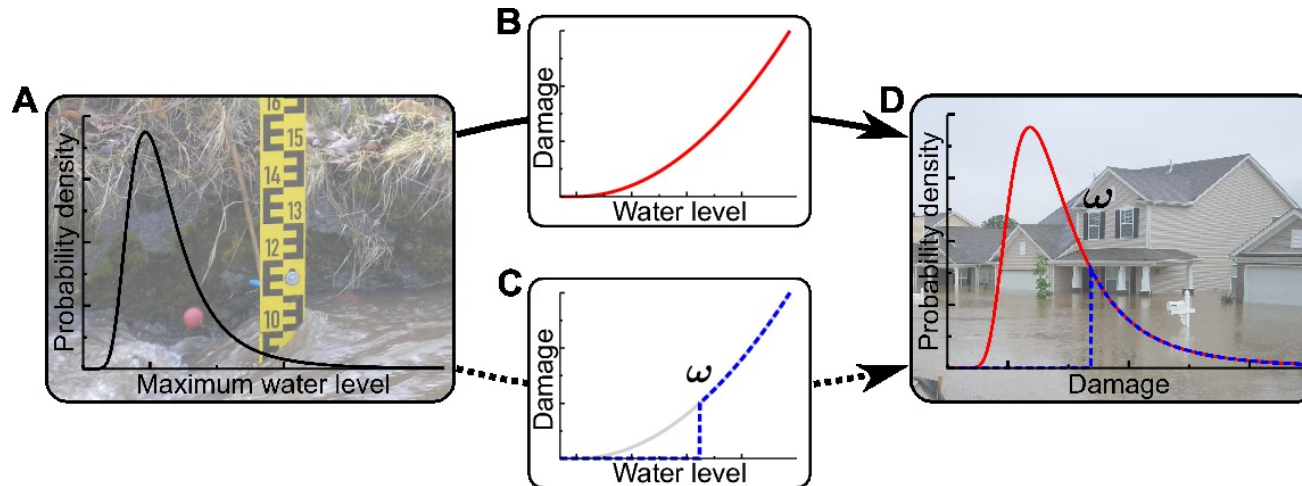 A
Probability density
Maximum water level
16
15
14
13
12
10
B
Damage
Water level
C
Damage
ω
Water level
D
Probability density
ω
Damage